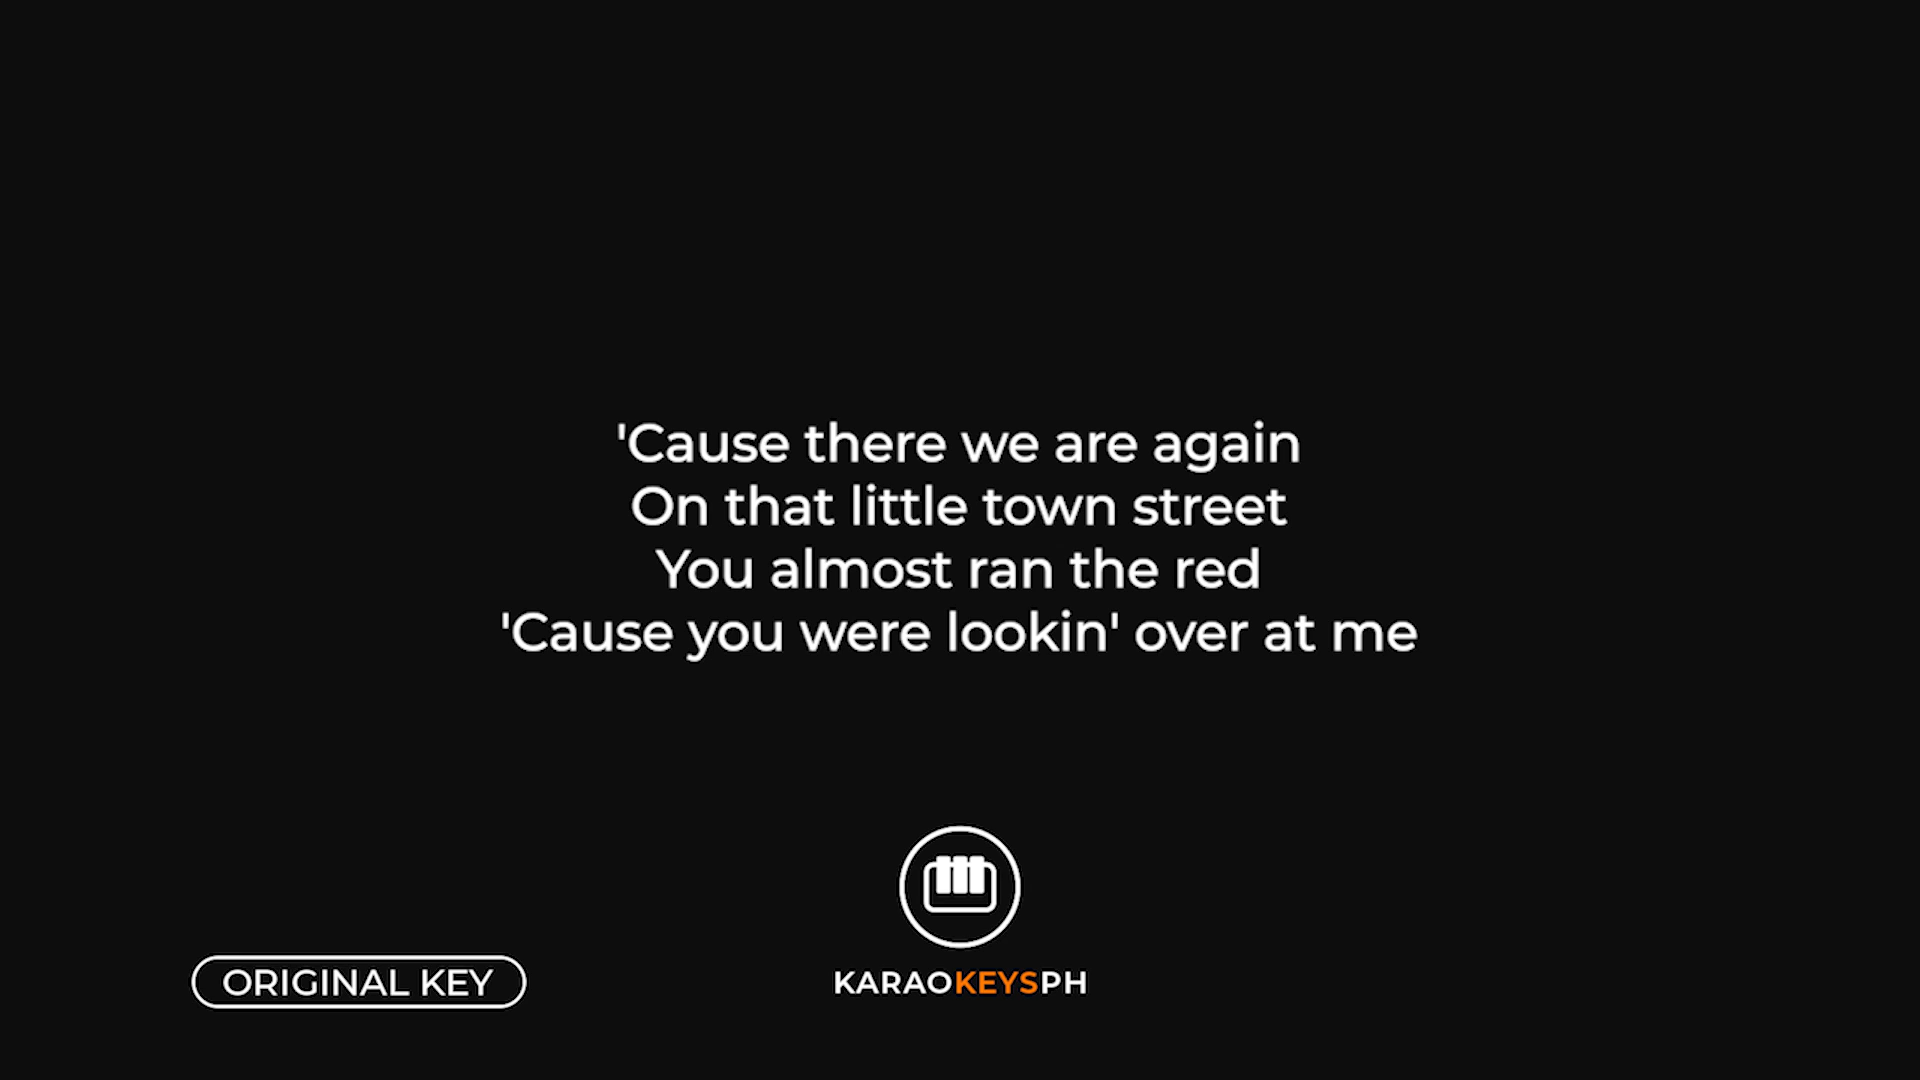 'Cause there we are again
On that little town street
You almost ran the red
'Cause you were lookin' over at me
ORIGINAL KEY
KARAOKEYSPH